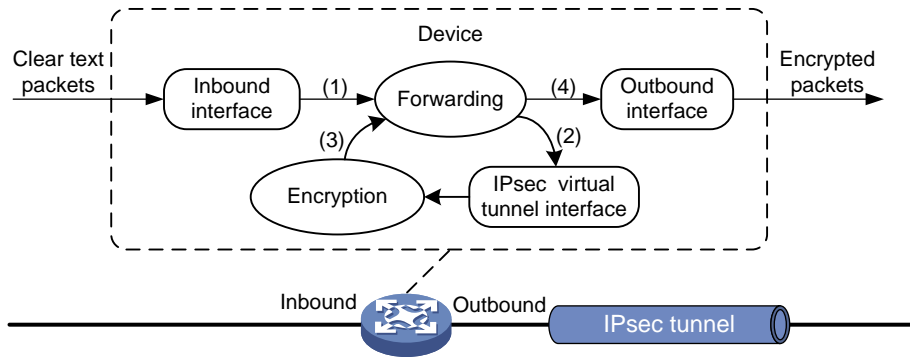 Device
Clear text
packets
Inbound
interface
(1)
Forwarding
(4)
Outbound
interface
Encrypted
packets
(3)
(2)
Encryption
IPsec virtual
tunnel interface
Inbound
Outbound
IPsec tunnel